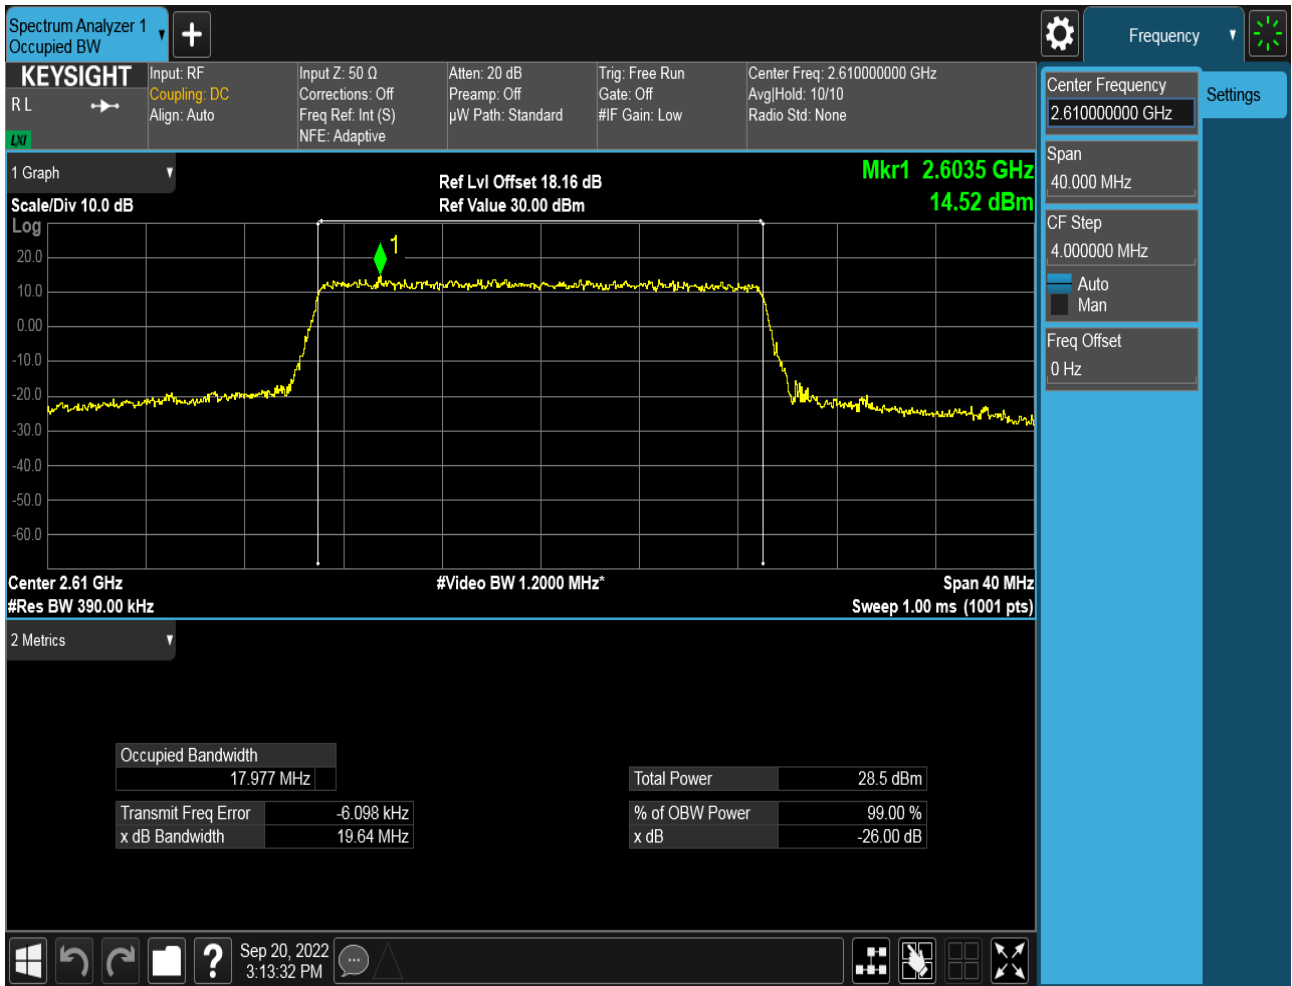 Spectrum Analyzer 1
Occupied BW
Frequency
KEYSIGHT
R L
LXI
Input: RF
Coupling: DC
Align: Auto
Input Z: 50 Ω
Corrections: Off
Freq Ref: Int (S)
NFE: Adaptive
Atten: 20 dB
Preamp: Off
µW Path: Standard
Trig: Free Run
Gate: Off
#IF Gain: Low
Center Freq: 2.610000000 GHz
Avg|Hold: 10/10
Radio Std: None
Center Frequency
2.610000000 GHz
Settings
Span
40.000 MHz
CF Step
4.000000 MHz
Auto
Man
Freq Offset
0 Hz
1 Graph
Scale/Div 10.0 dB
Log
Ref Lvl Offset 18.16 dB
Ref Value 30.00 dBm
Mkr1 2.6035 GHz
14.52 dBm
1
20.0
10.0
0.00
-10.0
-20.0
-30.0
-40.0
-50.0
-60.0
Center 2.61 GHz
#Video BW 1.2000 MHz*
Span 40 MHz
#Res BW 390.00 kHz
Sweep 1.00 ms (1001 pts)
2 Metrics
Occupied Bandwidth
17.977 MHz
Total Power 28.5 dBm
Transmit Freq Error -6.098 kHz
% of OBW Power 99.00 %
x dB Bandwidth 19.64 MHz
x dB -26.00 dB
?
Sep 20, 2022
3:13:32 PM